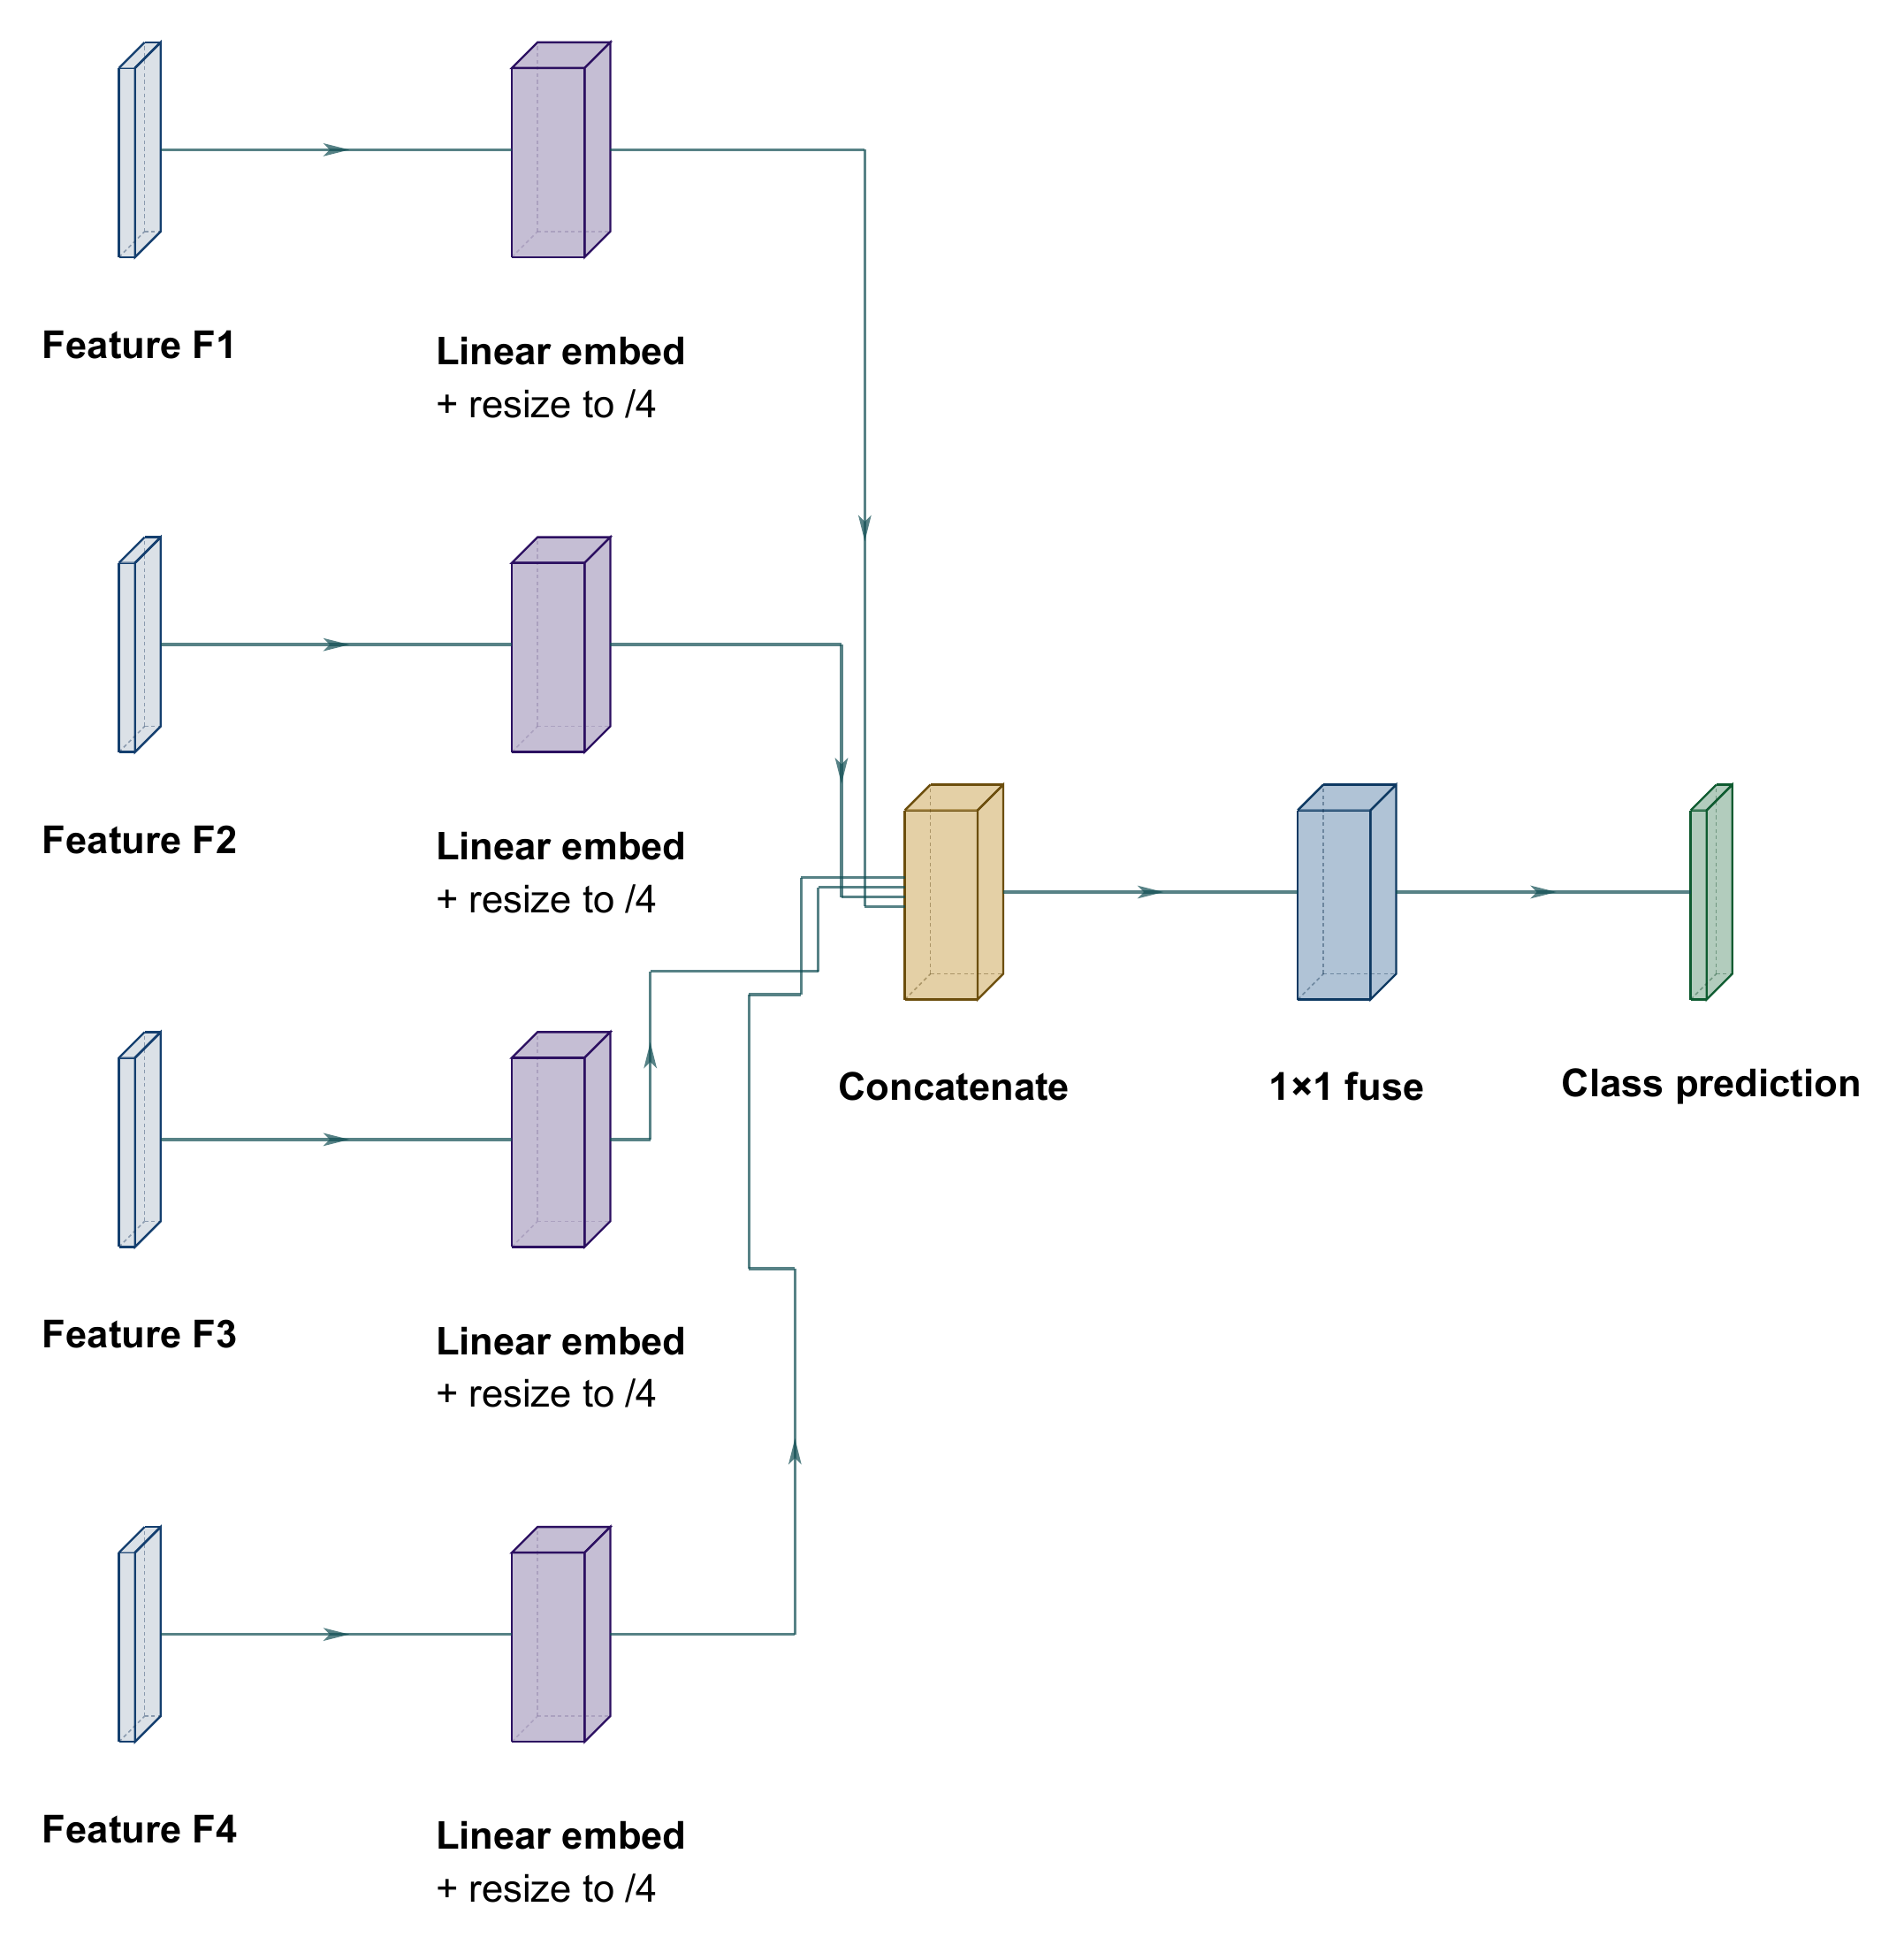 Feature F1
Linear embed
+ resize to /4
Feature F2
Linear embed
+ resize to /4
Concatenate
1×1 fuse
Class prediction
Feature F3
Linear embed
+ resize to /4
Feature F4
Linear embed
+ resize to /4